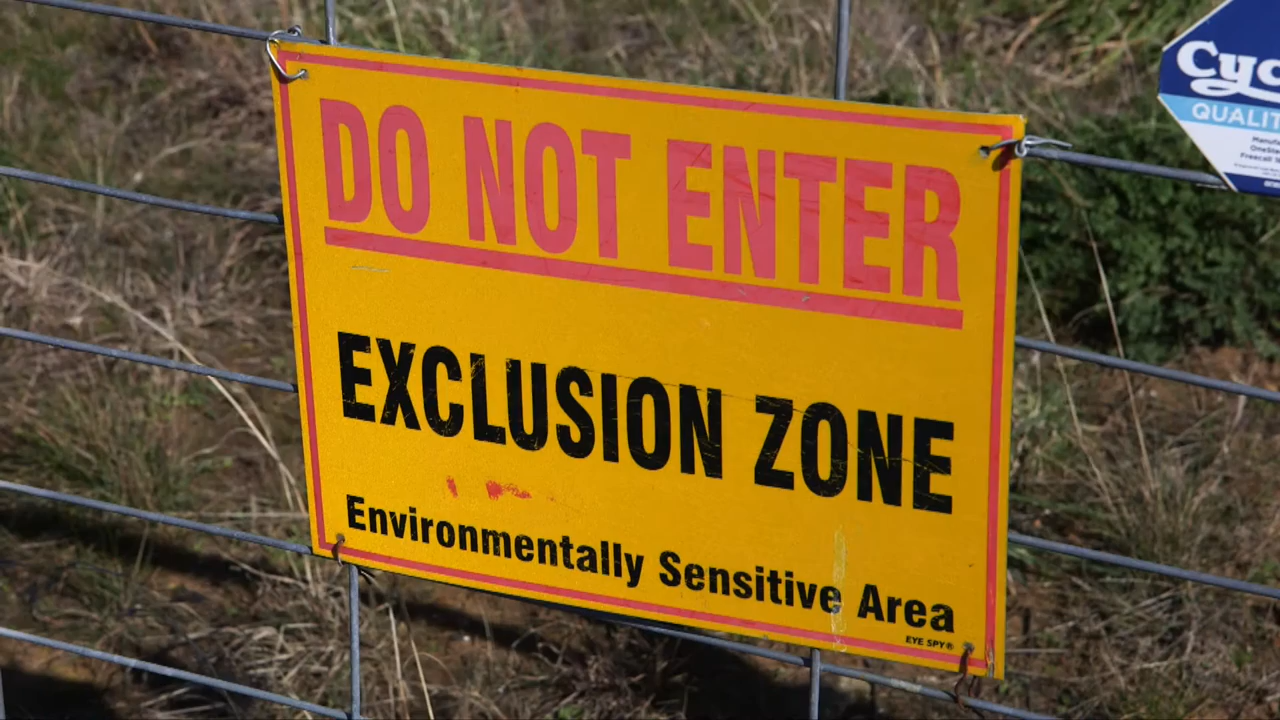 DO NOT ENTER
EXCLUSION ZONE
Environmentally Sensitive Area
EYE SPY®
Cyc
QUALIT